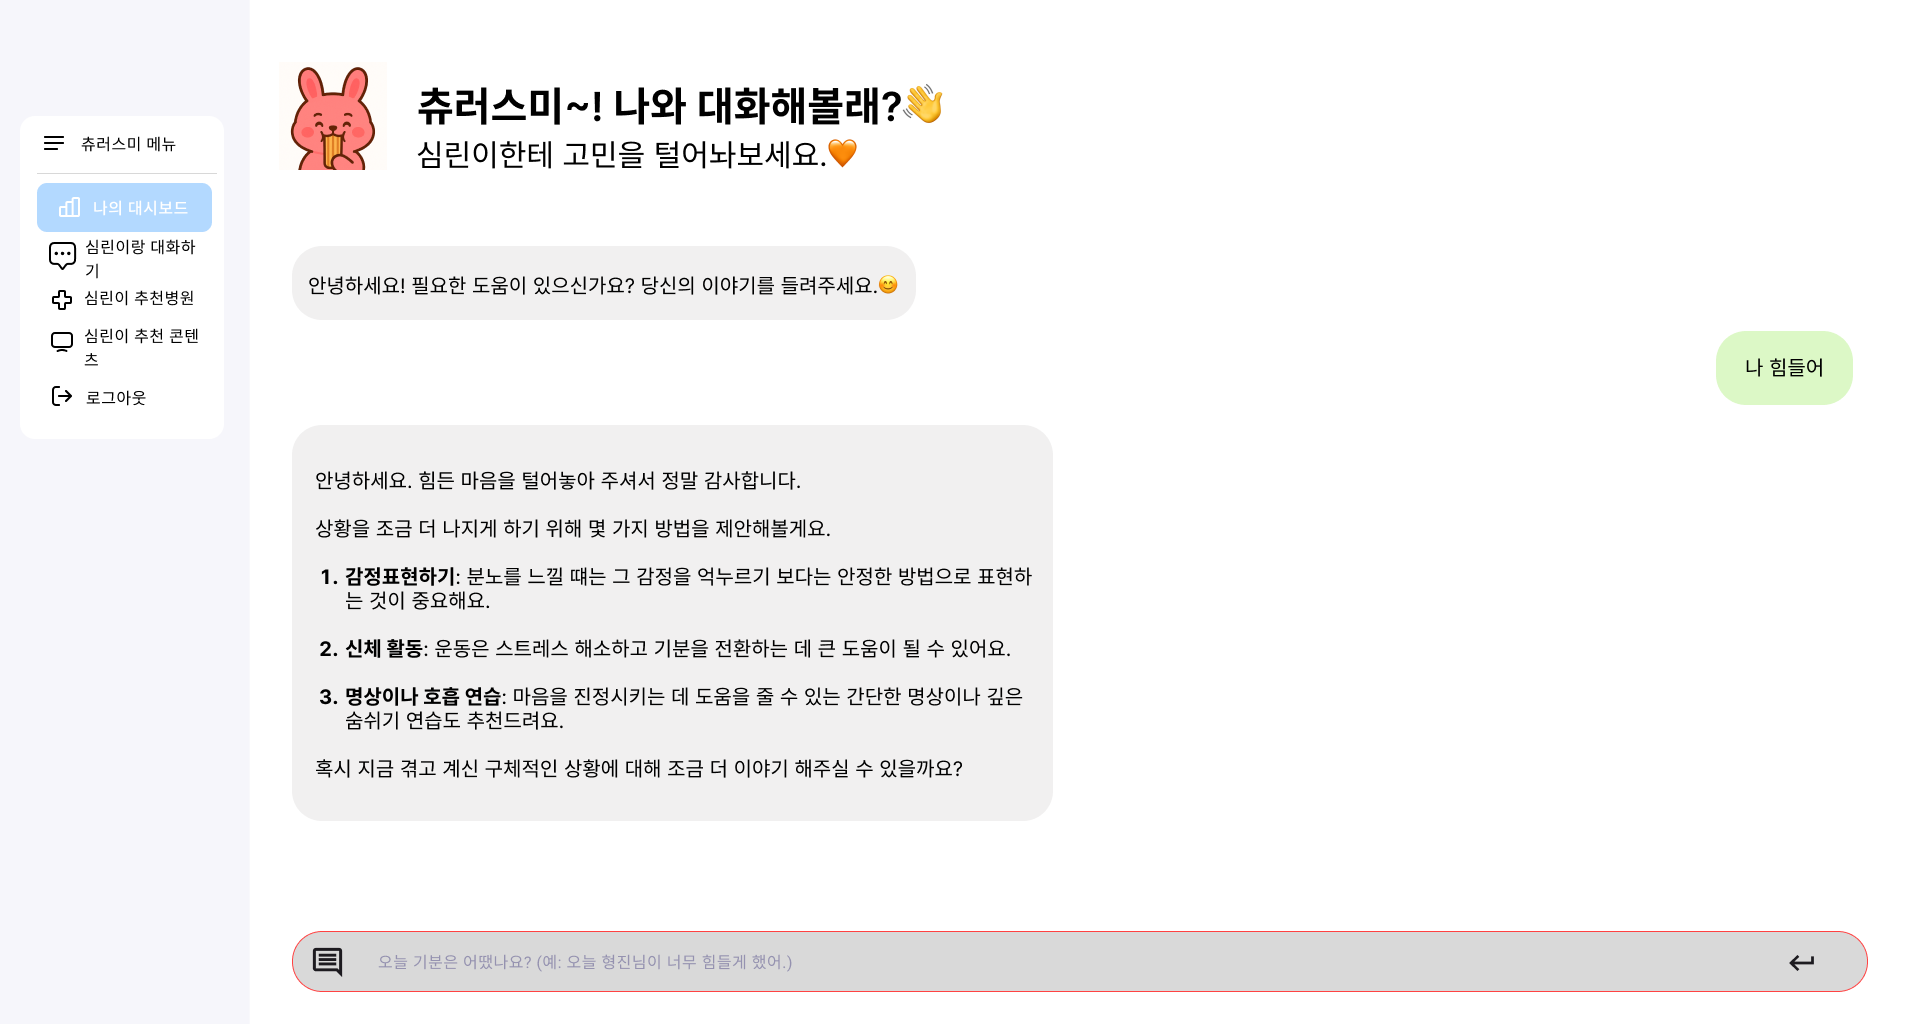 츄러스미~! 나와 대화해볼래?👋
심린이한테 고민을 털어놔보세요.🧡
츄러스미 메뉴
나의 대시보드
심린이랑 대화하
기
심린이 추천병원
심린이 추천 콘텐
츠
로그아웃
안녕하세요! 필요한 도움이 있으신가요? 당신의 이야기를 들려주세요.😊
나 힘들어
안녕하세요. 힘든 마음을 털어놓아 주셔서 정말 감사합니다.
상황을 조금 더 나지게 하기 위해 몇 가지 방법을 제안해볼게요.
1. 감정표현하기: 분노를 느낄 떄는 그 감정을 억누르기 보다는 안정한 방법으로 표현하
는 것이 중요해요.
2. 신체 활동: 운동은 스트레스 해소하고 기분을 전환하는 데 큰 도움이 될 수 있어요.
3. 명상이나 호흡 연습: 마음을 진정시키는 데 도움을 줄 수 있는 간단한 명상이나 깊은
숨쉬기 연습도 추천드려요.
혹시 지금 겪고 계신 구체적인 상황에 대해 조금 더 이야기 해주실 수 있을까요?
오늘 기분은 어땠나요? (예: 오늘 형진님이 너무 힘들게 했어.)